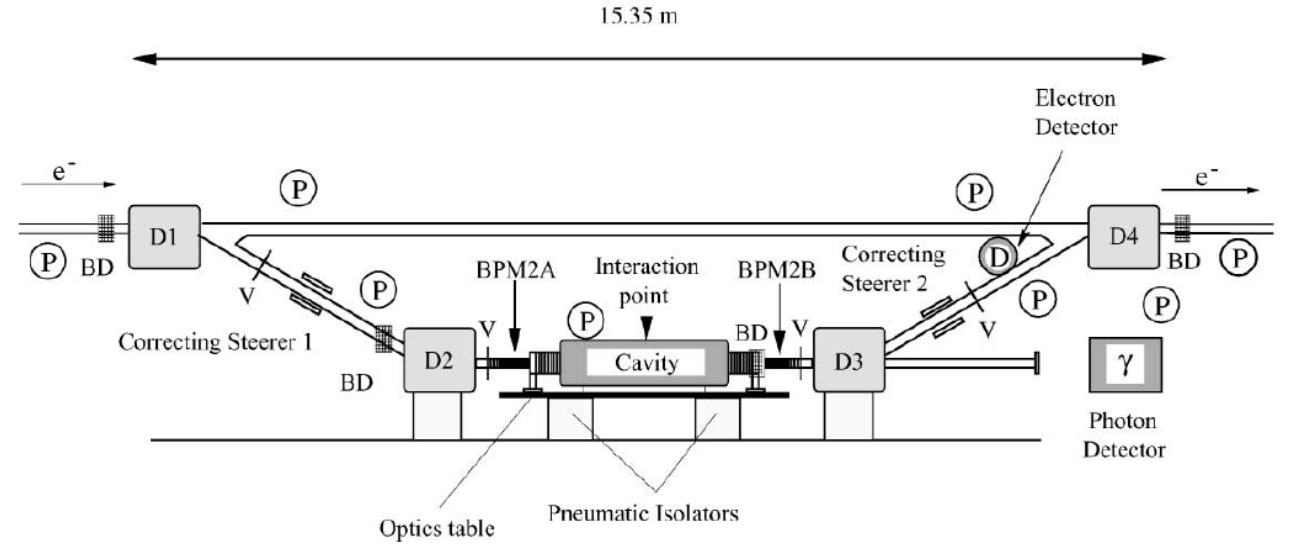 15.35 m
Electron
Detector
e-
P
P
e-
D1
D4
P
BD
V
P
Correcting
Steerer 2
D
P
V
BD
P
P
BPM2A
Interaction
point
BPM2B
Correcting Steerer 1
BD
D2
V
P
Cavity
BD
V
D3
γ
Photon
Detector
Optics table
Pneumatic Isolators